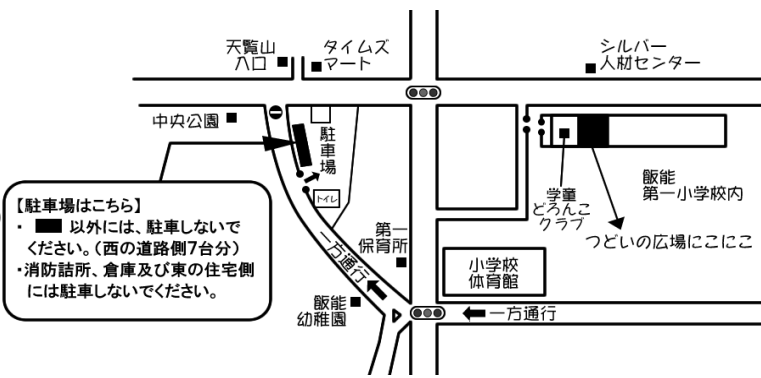 天覧山
入口
タイムズ
マート
シルバー
人材センター
中央公園
駐
車
場
トイレ
学童
どろんこ
クラブ
飯能
第一小学校内
つどいの広場にこにこ
【駐車場はこちら】
・ 以外には、駐車しないで
ください。（西の道路側7台分）
・消防詰所、倉庫及び東の住宅側
には駐車しないでください。
第一
保育所
一方通行
小学校
体育館
飯能
幼稚園
一方通行